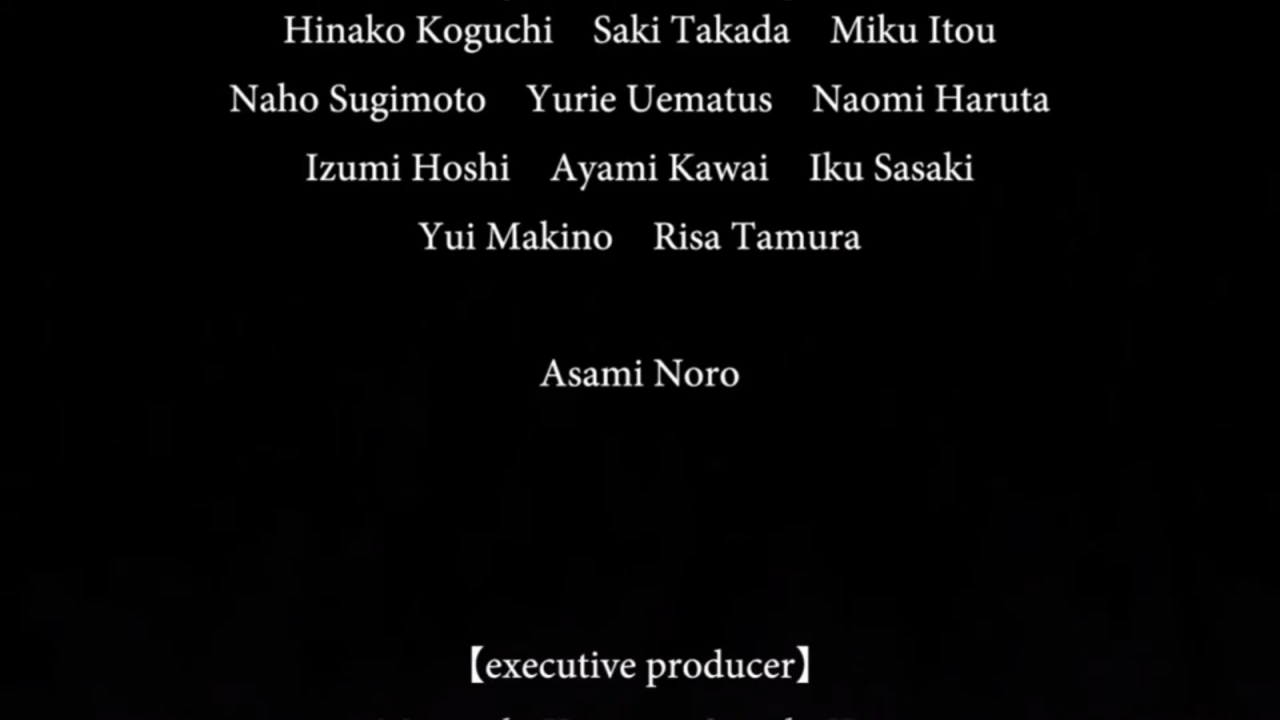 Hinako Koguchi Saki Takada Miku Itou
Naho Sugimoto Yurie Uematus Naomi Haruta
Izumi Hoshi Ayami Kawai Iku Sasaki
Yui Makino Risa Tamura
Asami Noro
【executive producer】